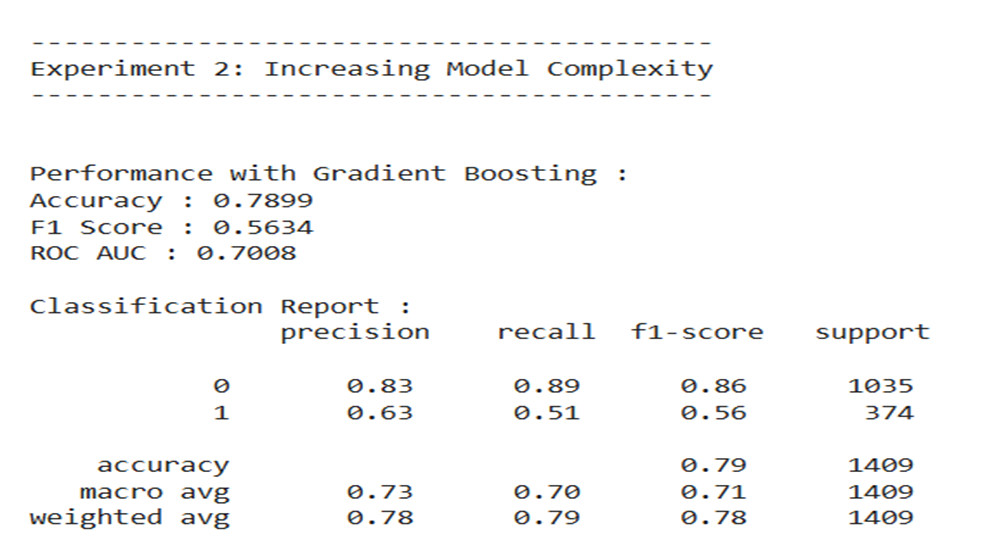 -----------------------------------------
Experiment 2: Increasing Model Complexity
-----------------------------------------
Performance with Gradient Boosting :
Accuracy : 0.7899
F1 Score : 0.5634
ROC AUC : 0.7008
Classification Report :
precision recall f1-score support
0 0.83 0.89 0.86 1035
1 0.63 0.51 0.56 374
accuracy 0.79 1409
macro avg 0.73 0.70 0.71 1409
weighted avg 0.78 0.79 0.78 1409